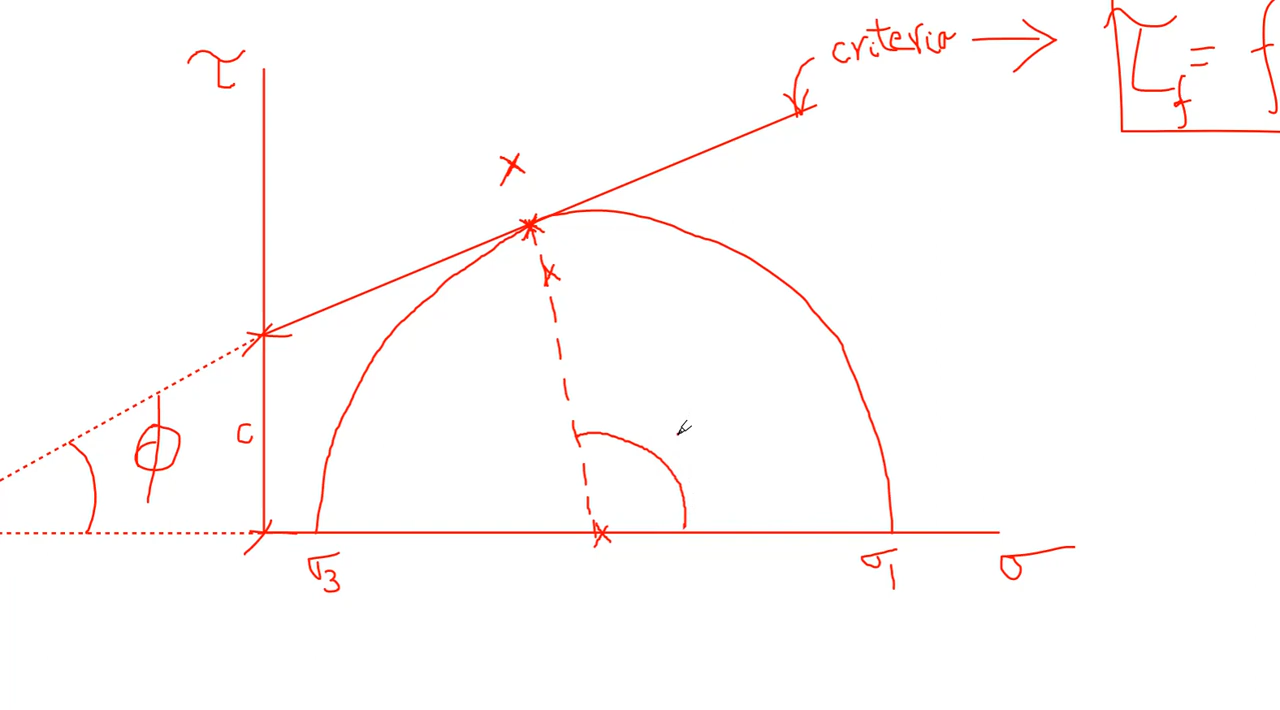 τ
criteria → τf = f
c
ϕ
σ3
σ1
σ